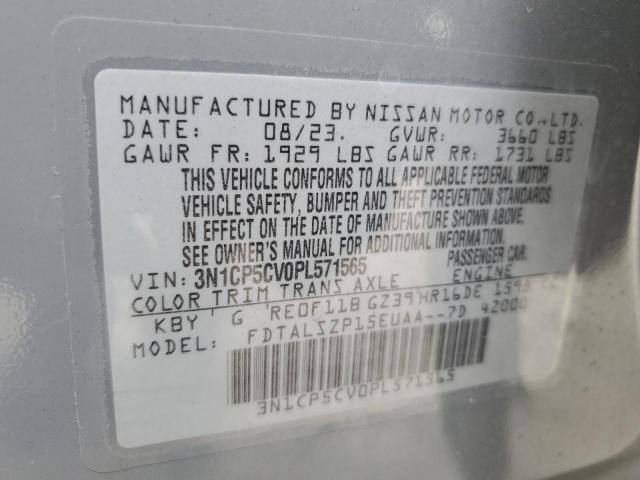 MANUFACTURED BY NISSAN MOTOR CO.,LTD.
DATE: 08/23. GVWR: 3660 LBS
GAWR FR: 1929 LBS GAWR RR: 1731 LBS
THIS VEHICLE CONFORMS TO ALL APPLICABLE FEDERAL MOTOR
VEHICLE SAFETY, BUMPER AND THEFT PREVENTION STANDARDS
IN EFFECT ON THE DATE OF MANUFACTURE SHOWN ABOVE.
SEE OWNER'S MANUAL FOR ADDITIONAL INFORMATION.
VIN: 3N1CP5CV0PL571565 PASSENGER CAR.
COLOR TRIM TRANS AXLE ENGINE
KBY G RE0F11B GZ39 HR16DE 1598 CC
MODEL: FDTALSZP15EUAA--7D 42000
3N1CP5CV0PL571565